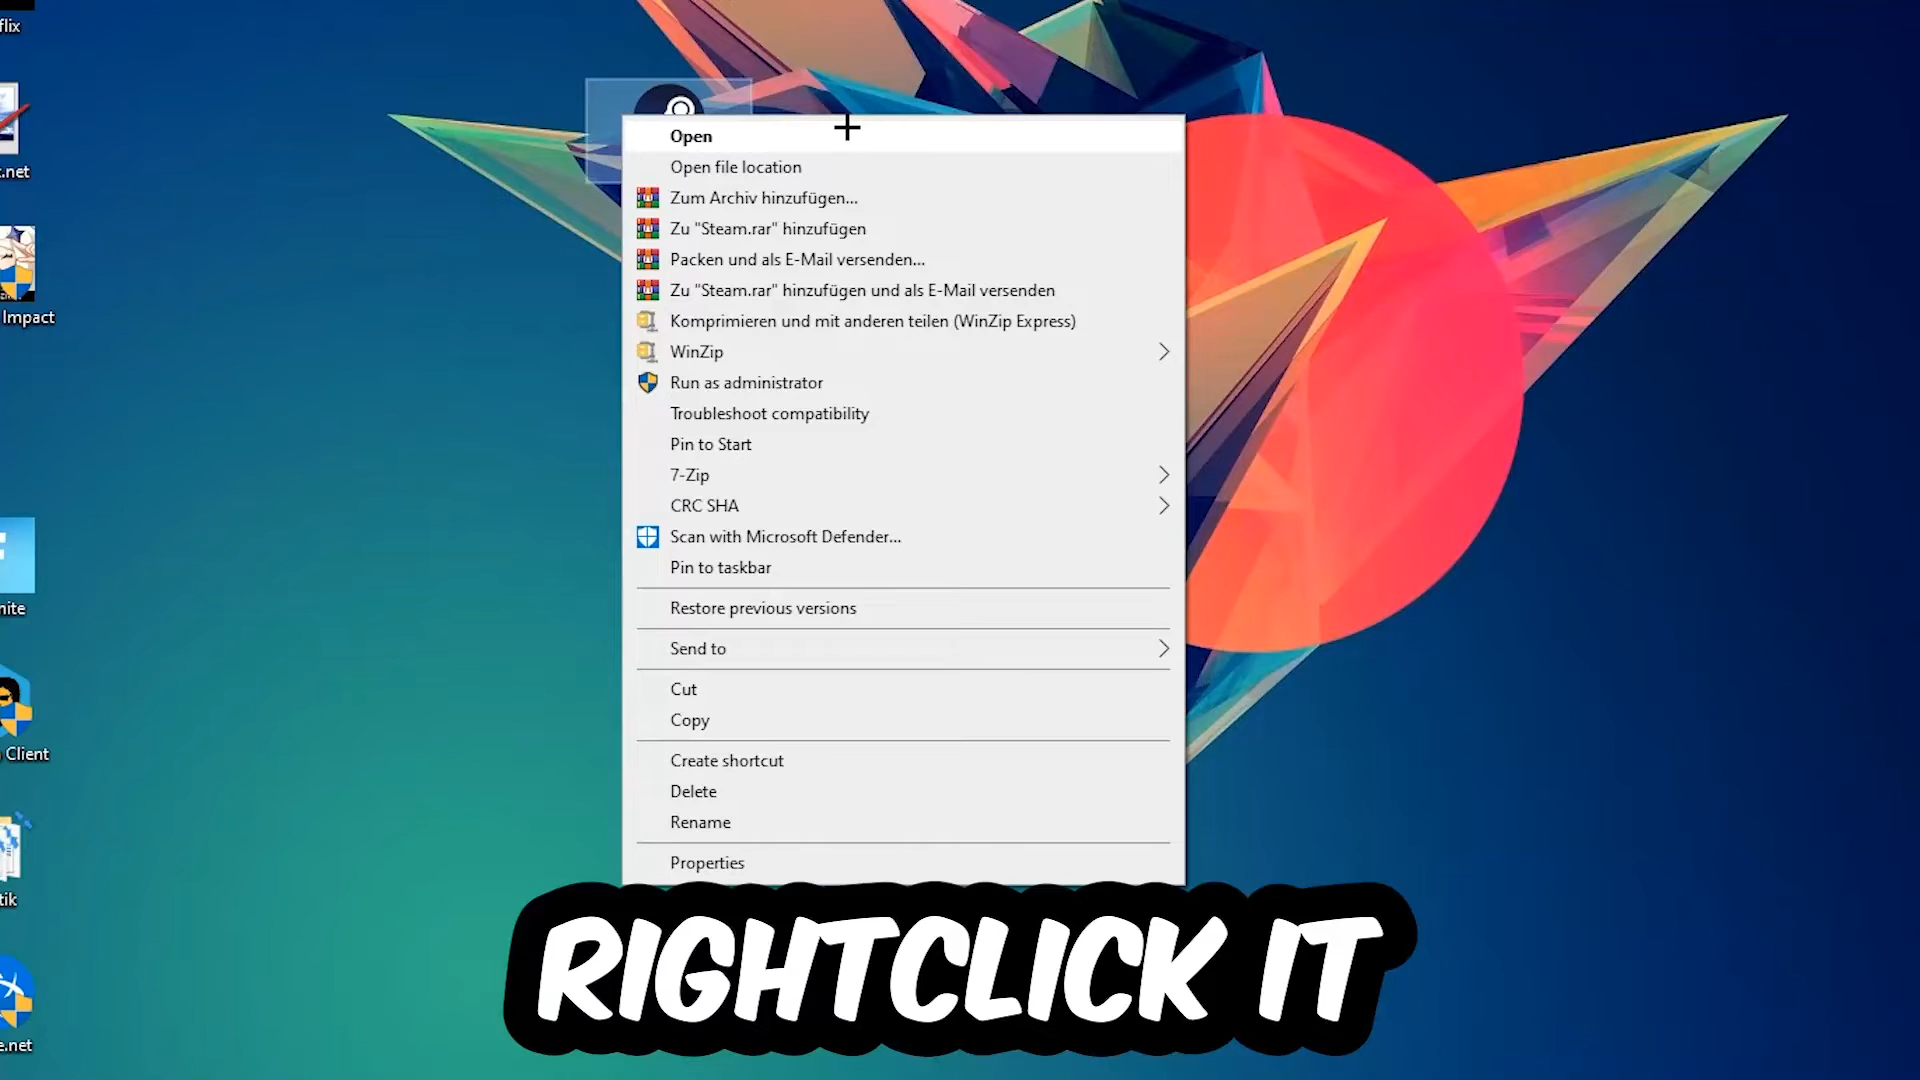 flix
.net
Impact
nite
Client
tik
e.net
Open
Open file location
Zum Archiv hinzufügen...
Zu "Steam.rar" hinzufügen
Packen und als E-Mail versenden...
Zu "Steam.rar" hinzufügen und als E-Mail versenden
Komprimieren und mit anderen teilen (WinZip Express)
WinZip
Run as administrator
Troubleshoot compatibility
Pin to Start
7-Zip
CRC SHA
Scan with Microsoft Defender...
Pin to taskbar
Restore previous versions
Send to
Cut
Copy
Create shortcut
Delete
Rename
Properties
RIGHTCLICK IT